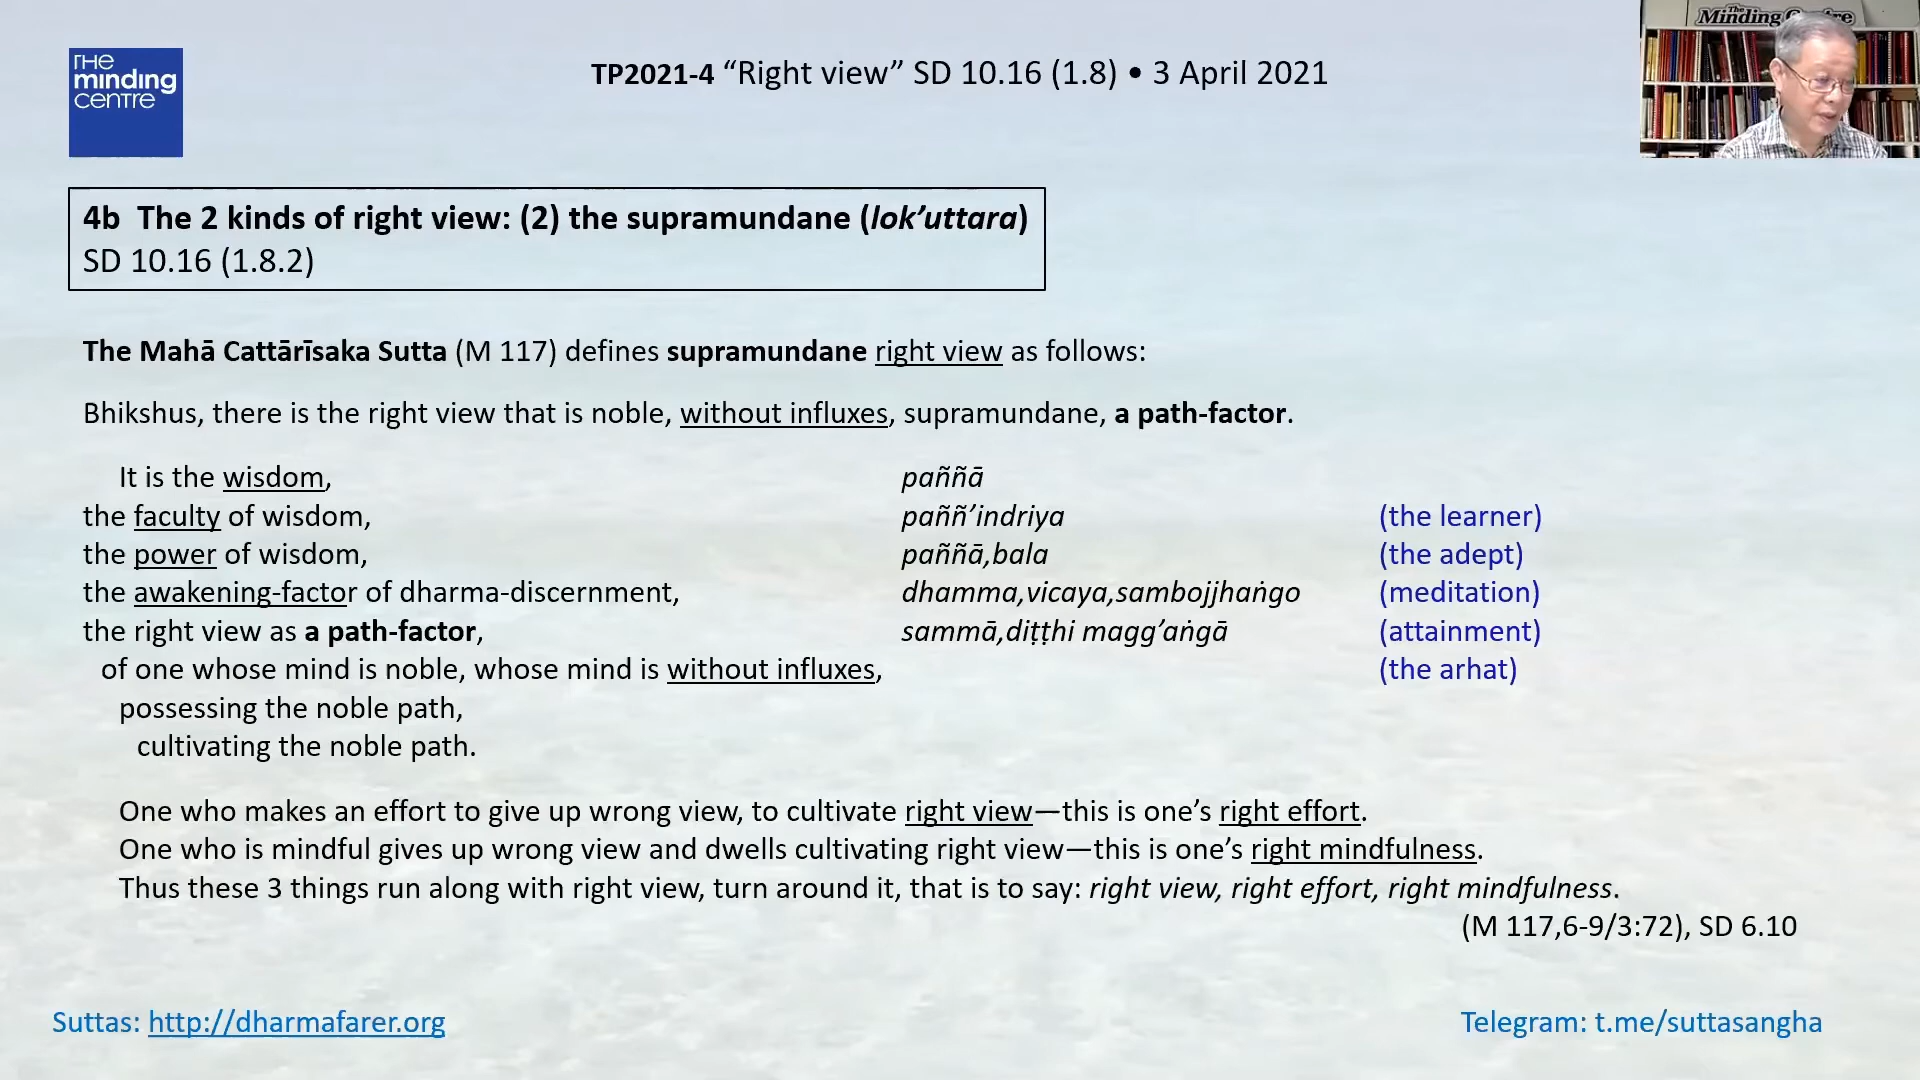 THE
minding
centre
TP2021-4 “Right view” SD 10.16 (1.8) • 3 April 2021
The Minding Centre
4b The 2 kinds of right view: (2) the supramundane (lok’uttara)
SD 10.16 (1.8.2)
The Mahā Cattārīsaka Sutta (M 117) defines supramundane right view as follows:
Bhikshus, there is the right view that is noble, without influxes, supramundane, a path-factor.
It is the wisdom, paññā
the faculty of wisdom, paññ’indriya (the learner)
the power of wisdom, paññā,bala (the adept)
the awakening-factor of dharma-discernment, dhamma,vicaya,sambojjhaṅgo (meditation)
the right view as a path-factor, sammā,diṭṭhi magg’aṅgā (attainment)
of one whose mind is noble, whose mind is without influxes, (the arhat)
possessing the noble path,
cultivating the noble path.
One who makes an effort to give up wrong view, to cultivate right view—this is one’s right effort.
One who is mindful gives up wrong view and dwells cultivating right view—this is one’s right mindfulness.
Thus these 3 things run along with right view, turn around it, that is to say: right view, right effort, right mindfulness.
(M 117,6-9/3:72), SD 6.10
Suttas: http://dharmafarer.org
Telegram: t.me/suttasangha